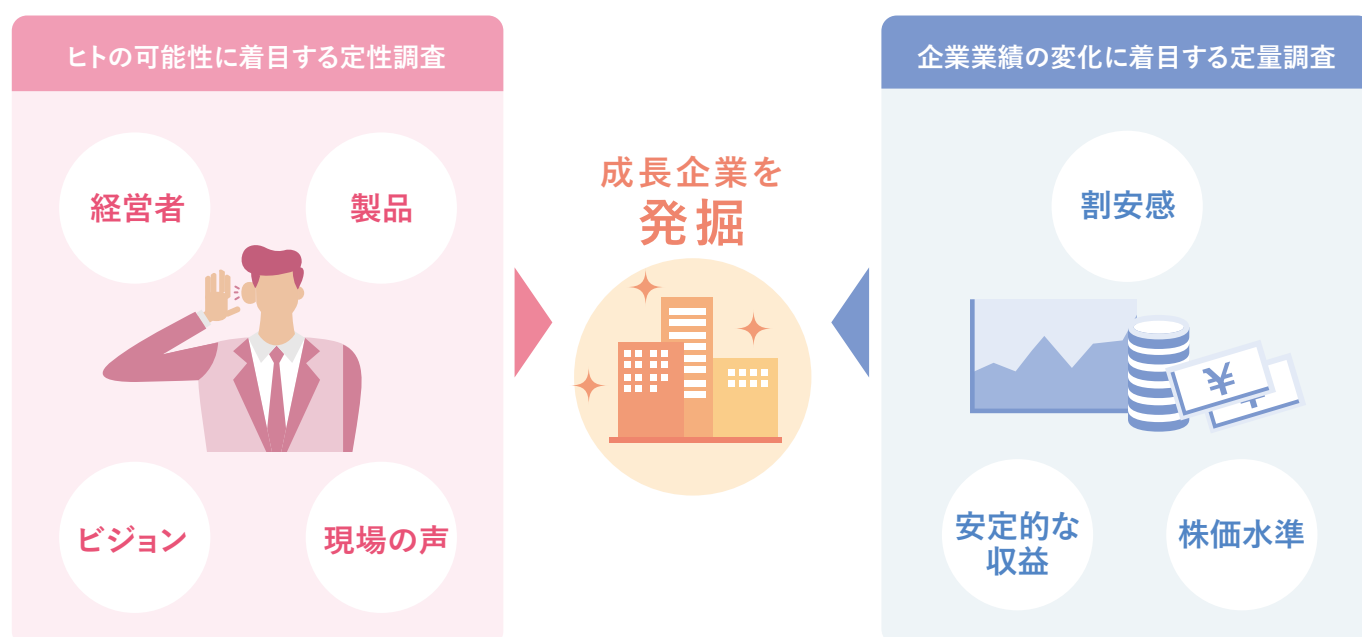 ヒトの可能性に着目する定性調査
経営者
製品
ビジョン
現場の声
成長企業を
発掘
企業業績の変化に着目する定量調査
割安感
¥
¥
安定的な
収益
株価水準